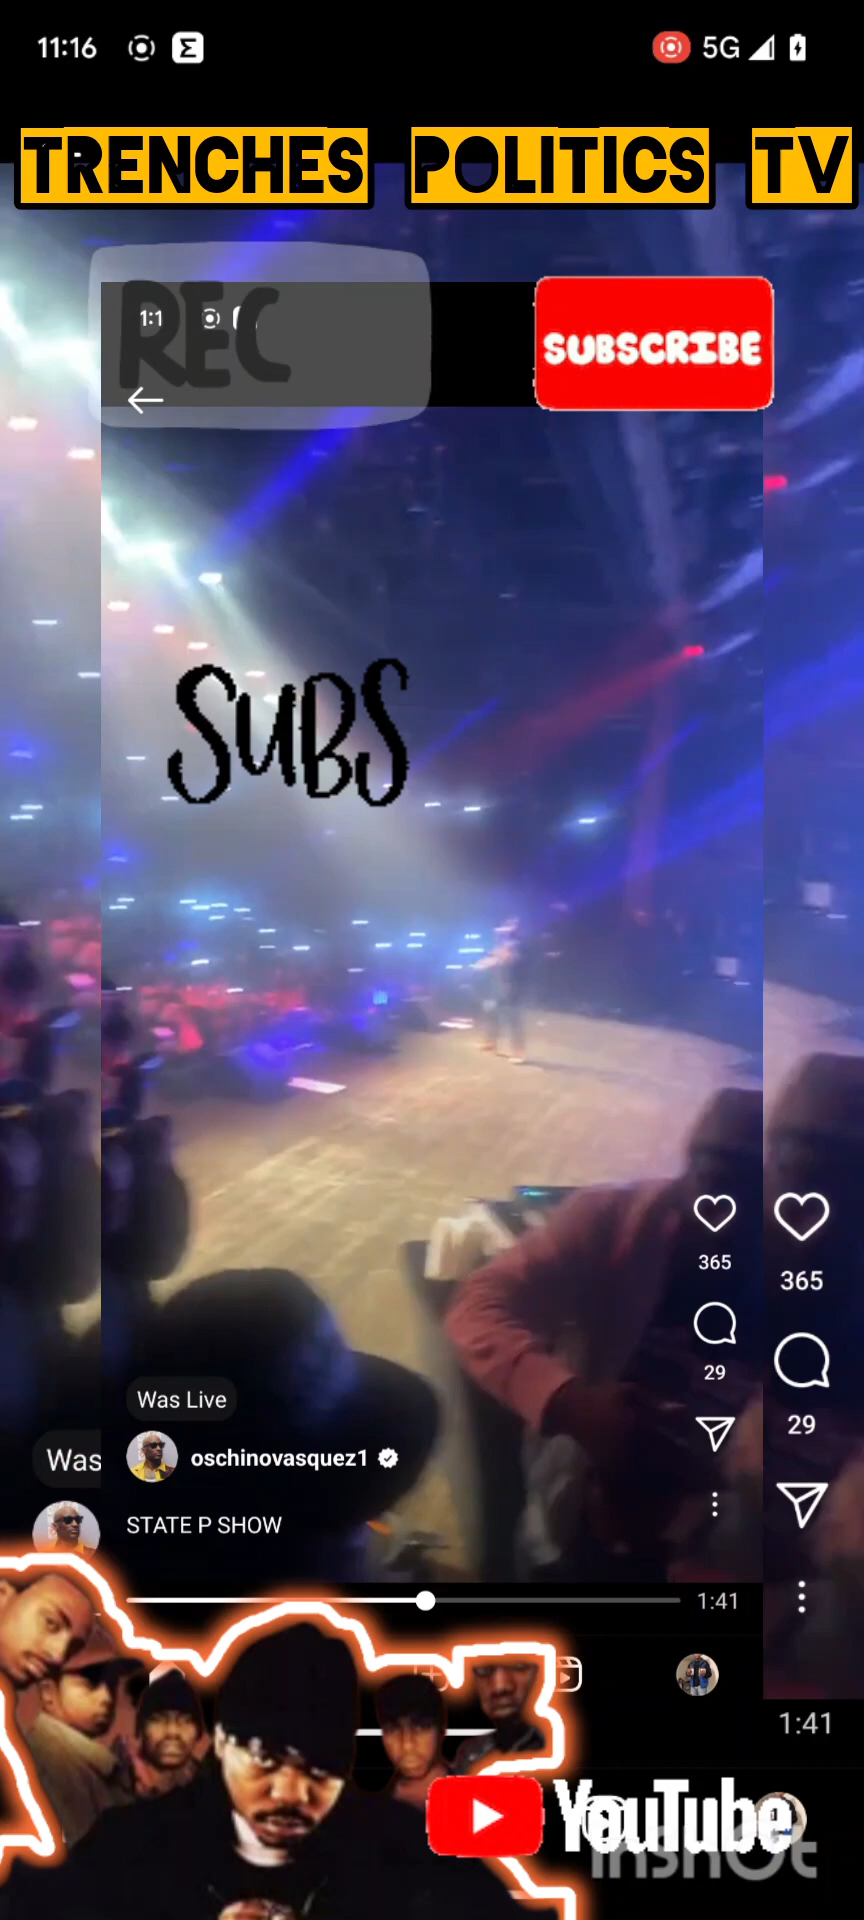 11:16
5G
TRENCHES POLITICS TV
REC
1:1
SUBSCRIBE
SUBS
365
365
29
29
Was Live
Was
oschinovasquez1
STATE P SHOW
1:41
1:41
YouTube
InShOt